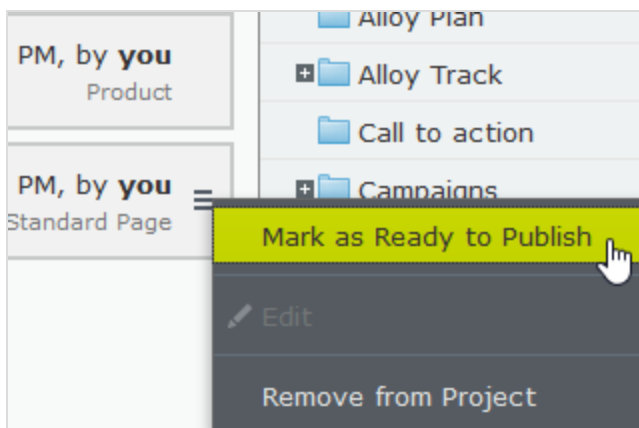 PM, by you
Product
PM, by you
Standard Page
Alloy Plan
Alloy Track
Call to action
Campaigns
Mark as Ready to Publish
Edit
Remove from Project